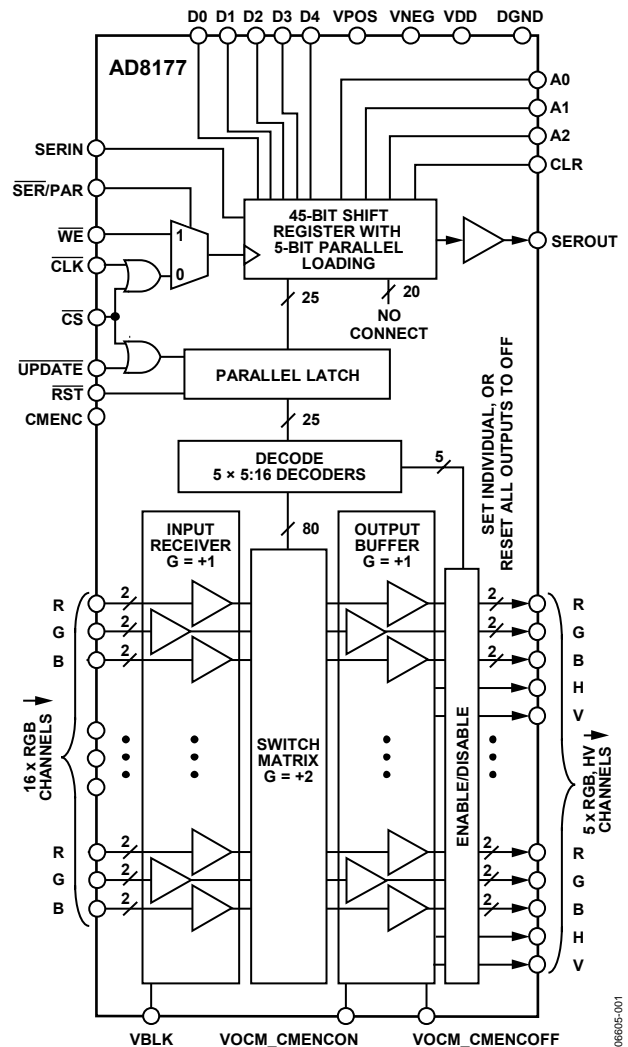 D0 D1 D2 D3 D4 VPOS VNEG VDD DGND
AD8177
A0
A1
A2
CLR
SERIN
SER/PAR
WE
CLK
CS
UPDATE
RST
CMENC
1
0
45-BIT SHIFT
REGISTER WITH
5-BIT PARALLEL
LOADING
SEROUT
25
20
NO
CONNECT
PARALLEL LATCH
25
DECODE
5 × 5:16 DECODERS
5
80
SET INDIVIDUAL, OR
RESET ALL OUTPUTS TO OFF
INPUT
RECEIVER
G = +1
OUTPUT
BUFFER
G = +1
R 2 2 R
G 2 2 G
B 2 2 B
H
V
16 x RGB
CHANNELS
SWITCH
MATRIX
G = +2
ENABLE/DISABLE
5 x RGB, HV
CHANNELS
R 2 2 R
G 2 2 G
B 2 2 B
H
V
VBLK VOCM_CMENCON VOCM_CMENCOFF
06605-001